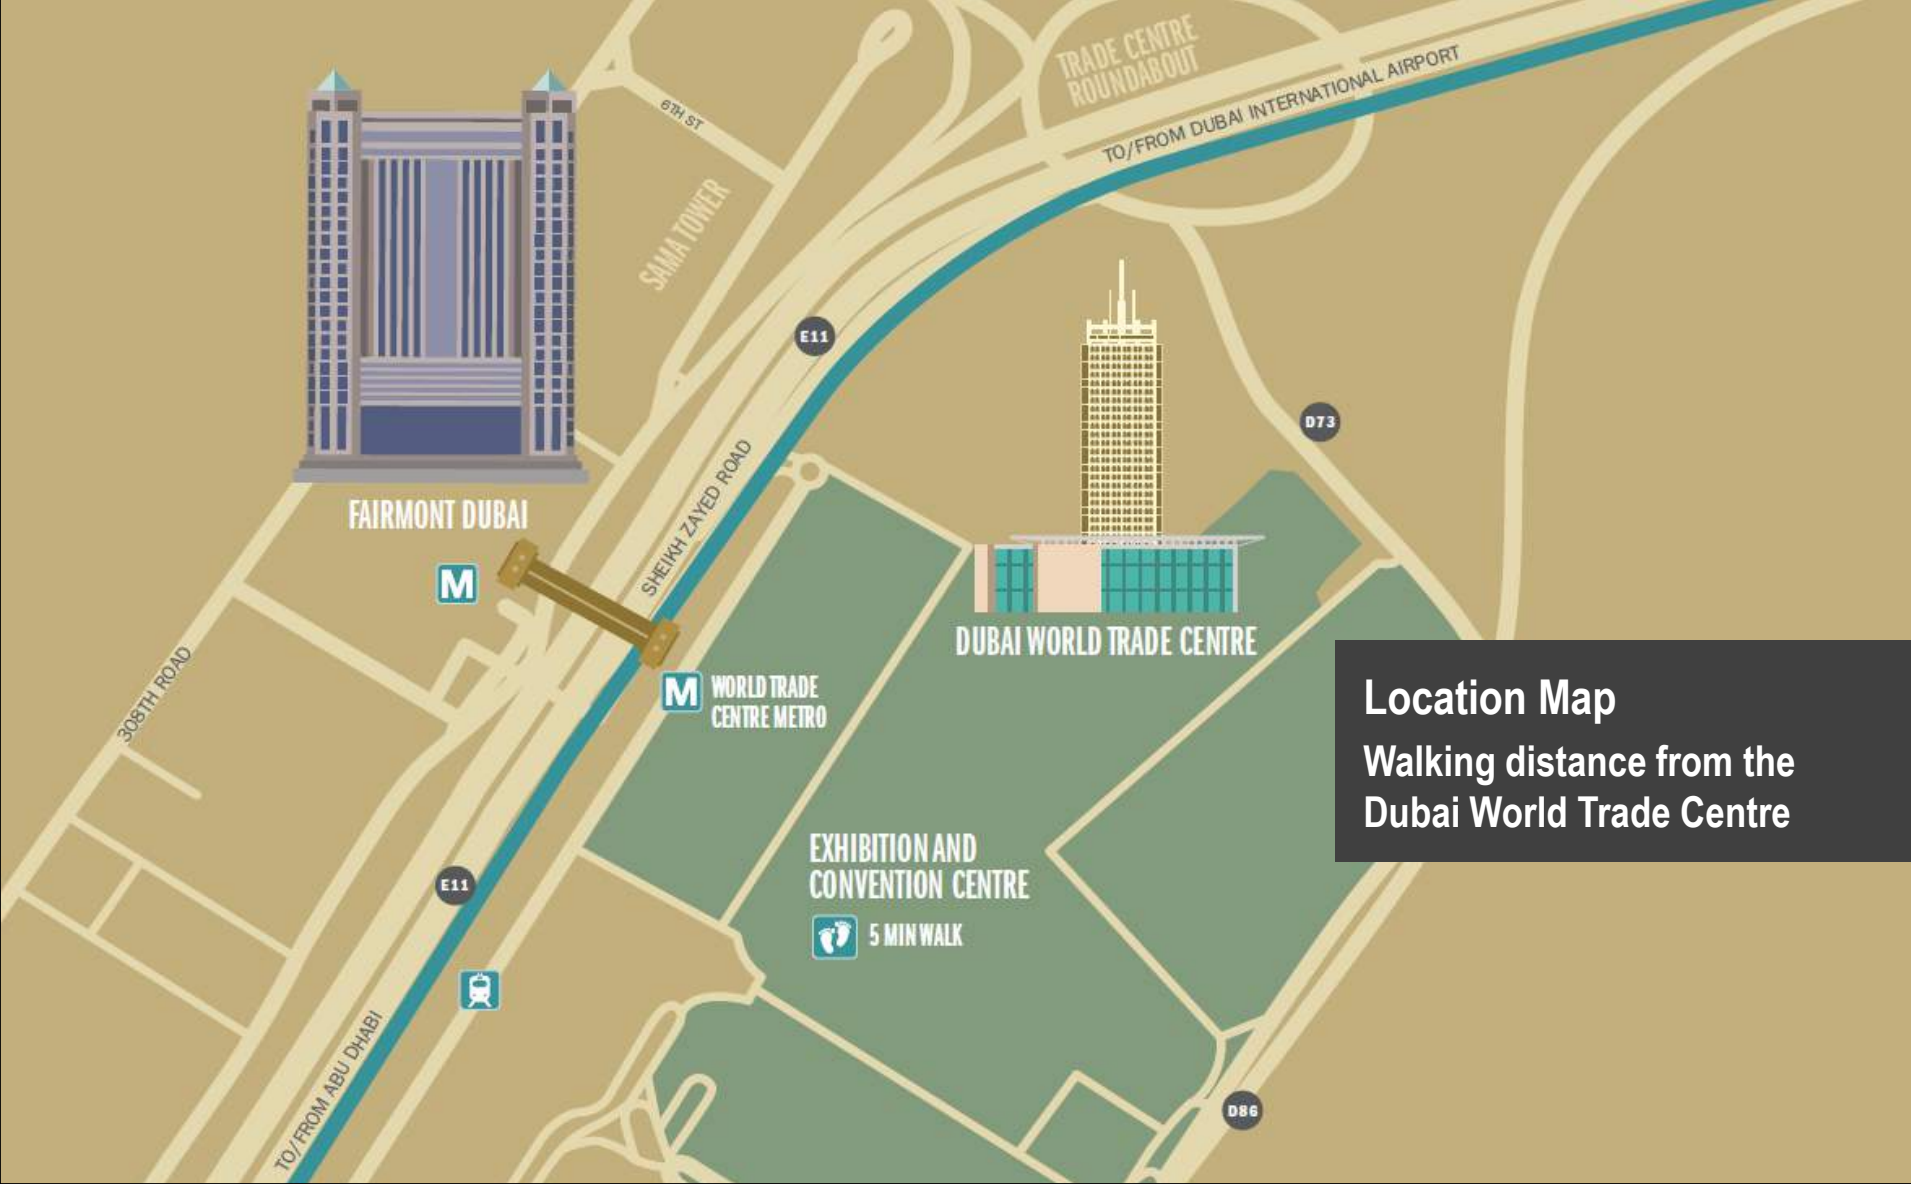 TRADE CENTRE
ROUNDABOUT
TO/FROM DUBAI INTERNATIONAL AIRPORT
6TH ST
SAMA TOWER
E11
D73
SHEIKH ZAYED ROAD
FAIRMONT DUBAI
M
DUBAI WORLD TRADE CENTRE
308TH ROAD
M
WORLD TRADE
CENTRE METRO
Location Map
Walking distance from the
Dubai World Trade Centre
EXHIBITION AND
CONVENTION CENTRE
5 MIN WALK
E11
TO/FROM ABU DHABI
D86